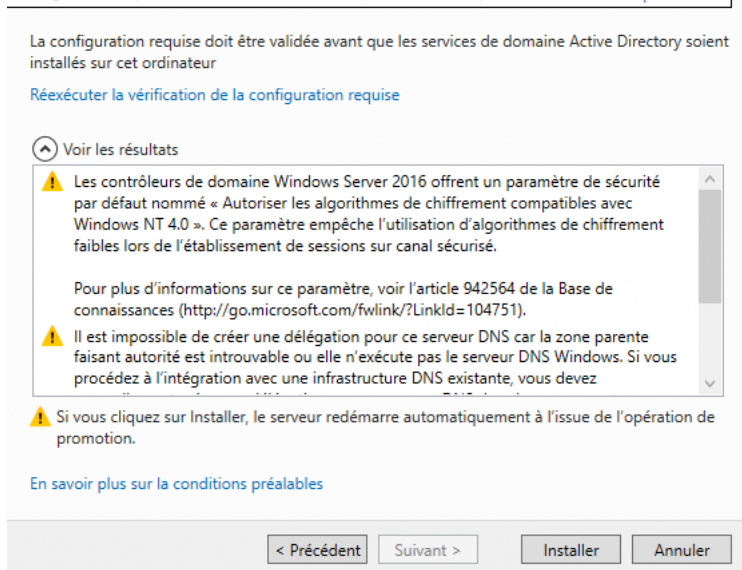 La configuration requise doit être validée avant que les services de domaine Active Directory soient
installés sur cet ordinateur
Réexécuter la vérification de la configuration requise
Voir les résultats
Les contrôleurs de domaine Windows Server 2016 offrent un paramètre de sécurité
par défaut nommé « Autoriser les algorithmes de chiffrement compatibles avec
Windows NT 4.0 ». Ce paramètre empêche l’utilisation d’algorithmes de chiffrement
faibles lors de l’établissement de sessions sur canal sécurisé.
Pour plus d’informations sur ce paramètre, voir l’article 942564 de la Base de
connaissances (http://go.microsoft.com/fwlink/?LinkId=104751).
Il est impossible de créer une délégation pour ce serveur DNS car la zone parente
faisant autorité est introuvable ou elle n’exécute pas le serveur DNS Windows. Si vous
procédez à l’intégration avec une infrastructure DNS existante, vous devez
Si vous cliquez sur Installer, le serveur redémarre automatiquement à l’issue de l’opération de
promotion.
En savoir plus sur la conditions préalables
< Précédent
Suivant >
Installer
Annuler